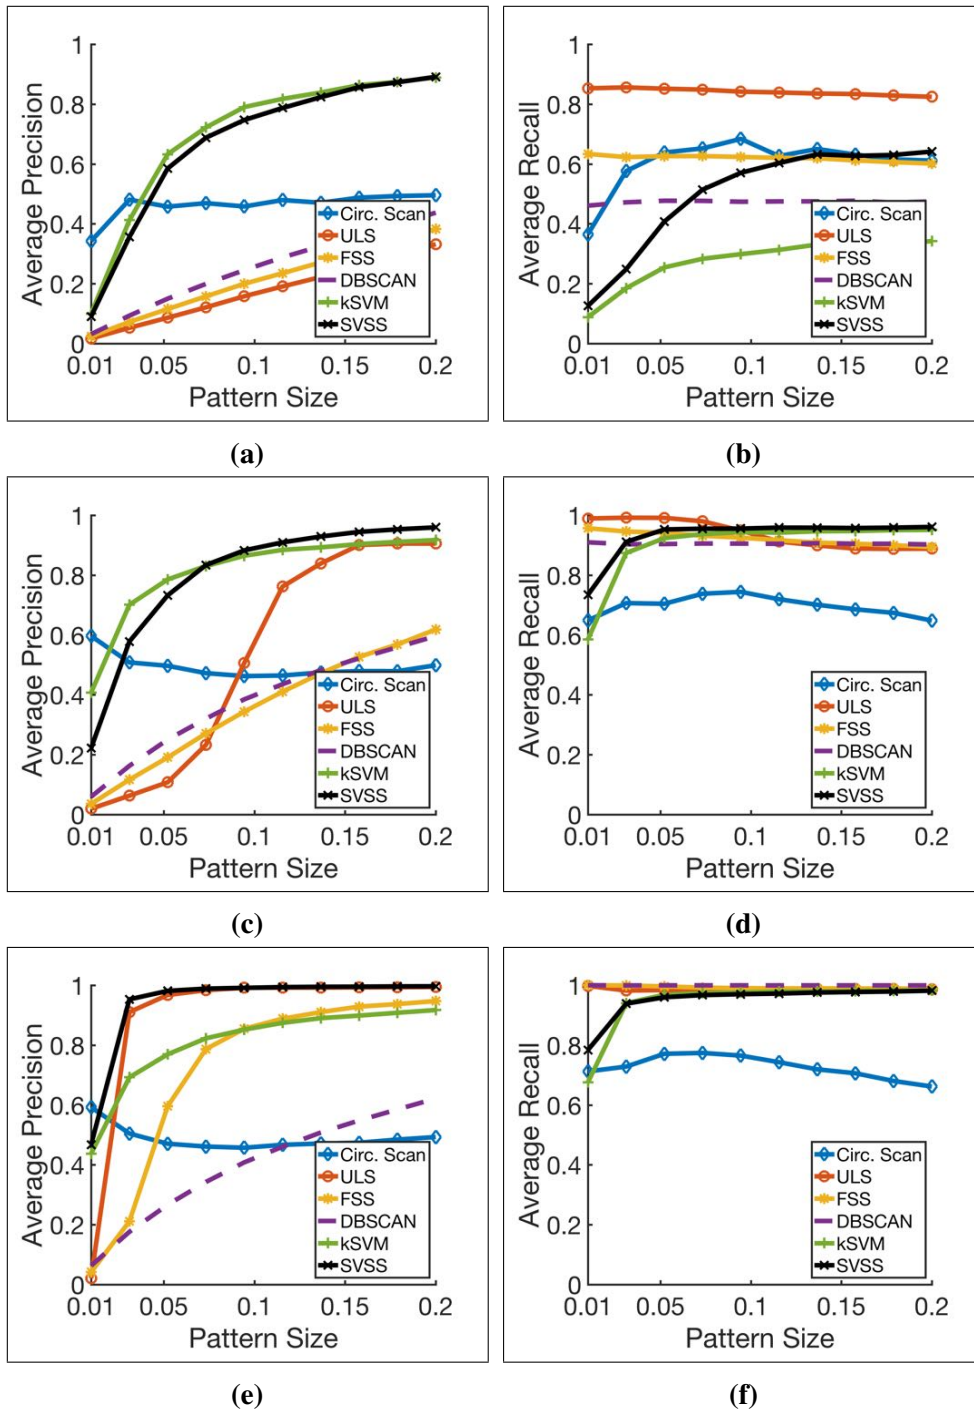 Average Precision
1
0.8
0.6
0.4
0.2
0
0.01 0.05 0.1 0.15 0.2
Pattern Size
Circ. Scan
ULS
FSS
DBSCAN
kSVM
SVSS
(a)
Average Recall
1
0.8
0.6
0.4
0.2
0
0.01 0.05 0.1 0.15 0.2
Pattern Size
Circ. Scan
ULS
FSS
DBSCAN
kSVM
SVSS
(b)
Average Precision
1
0.8
0.6
0.4
0.2
0
0.01 0.05 0.1 0.15 0.2
Pattern Size
Circ. Scan
ULS
FSS
DBSCAN
kSVM
SVSS
(c)
Average Recall
1
0.8
0.6
0.4
0.2
0
0.01 0.05 0.1 0.15 0.2
Pattern Size
Circ. Scan
ULS
FSS
DBSCAN
kSVM
SVSS
(d)
Average Precision
1
0.8
0.6
0.4
0.2
0
0.01 0.05 0.1 0.15 0.2
Pattern Size
Circ. Scan
ULS
FSS
DBSCAN
kSVM
SVSS
(e)
Average Recall
1
0.8
0.6
0.4
0.2
0
0.01 0.05 0.1 0.15 0.2
Pattern Size
Circ. Scan
ULS
FSS
DBSCAN
kSVM
SVSS
(f)